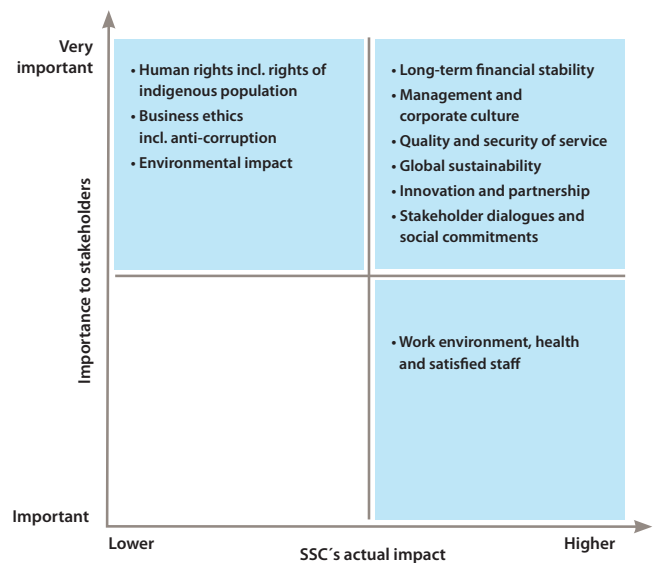 Very
important
• Human rights incl. rights of
indigenous population
• Business ethics
incl. anti-corruption
• Environmental impact
• Long-term financial stability
• Management and
corporate culture
• Quality and security of service
• Global sustainability
• Innovation and partnership
• Stakeholder dialogues and
social commitments
Importance to stakeholders
• Work environment, health
and satisfied staff
Important
Lower
SSC´s actual impact
Higher